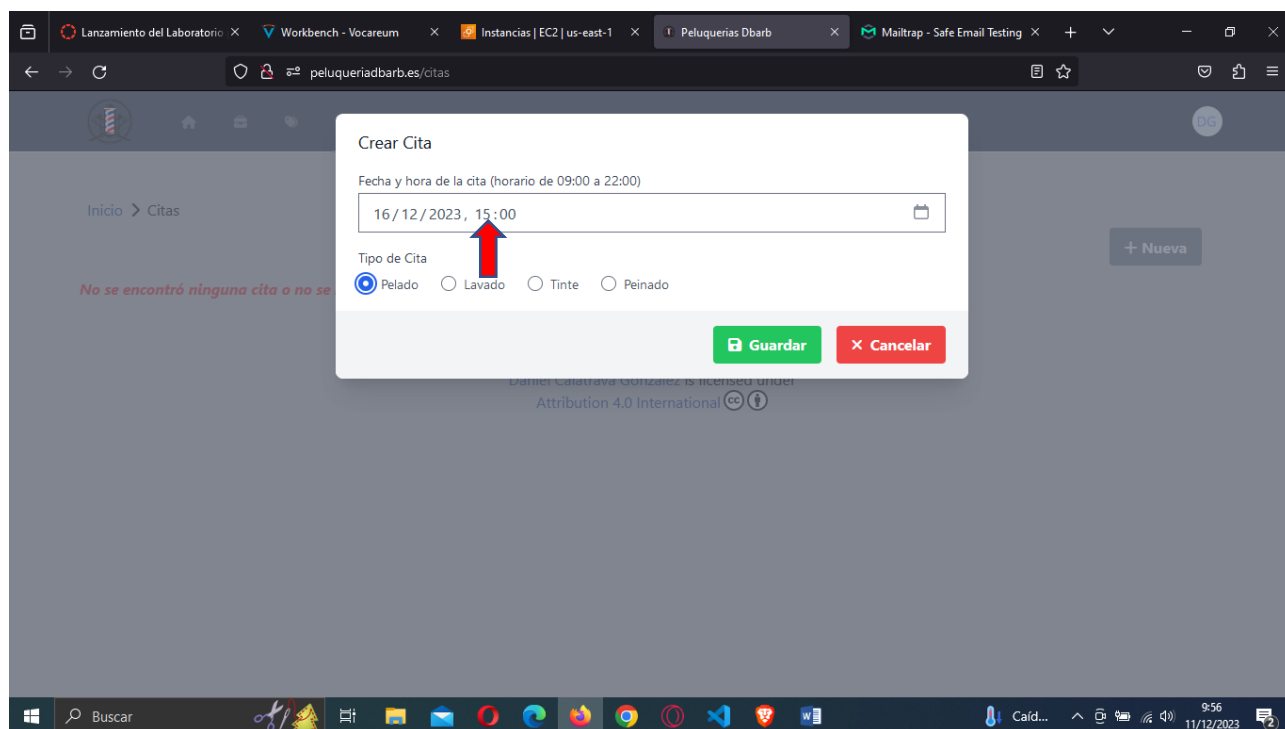 Lanzamiento del Laboratorio
Workbench - Vocareum
Instancias | EC2 | us-east-1
Peluquerias Dbarb
Mailtrap - Safe Email Testing
peluqueriadbarb.es/citas
DG
Crear Cita
Fecha y hora de la cita (horario de 09:00 a 22:00)
16/12/2023, 15:00
Inicio > Citas
+ Nueva
Tipo de Cita
Pelado Lavado Tinte Peinado
No se encontró ninguna cita o no se
Guardar
× Cancelar
Daniel Calatrava González is licensed under
Attribution 4.0 International
Buscar
Caíd...
9:56
11/12/2023
2